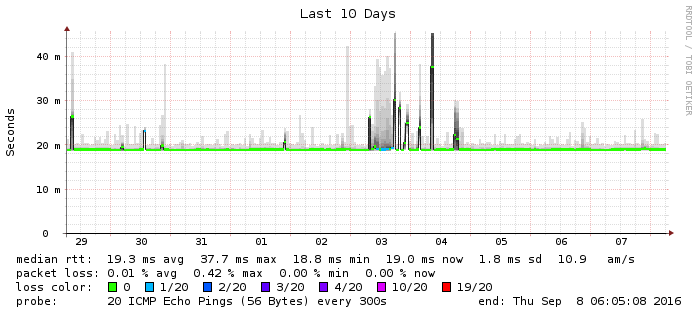 Last 10 Days
RRDTOOL / TOBI OETIKER
Seconds
40 m
30 m
20 m
10 m
0
29 30 31 01 02 03 04 05 06 07
median rtt: 19.3 ms avg 37.7 ms max 18.8 ms min 19.0 ms now 1.8 ms sd 10.9 am/s
packet loss: 0.01 % avg 0.42 % max 0.00 % min 0.00 % now
loss color: 0 1/20 2/20 3/20 4/20 10/20 19/20
probe: 20 ICMP Echo Pings (56 Bytes) every 300s end: Thu Sep 8 06:05:08 2016